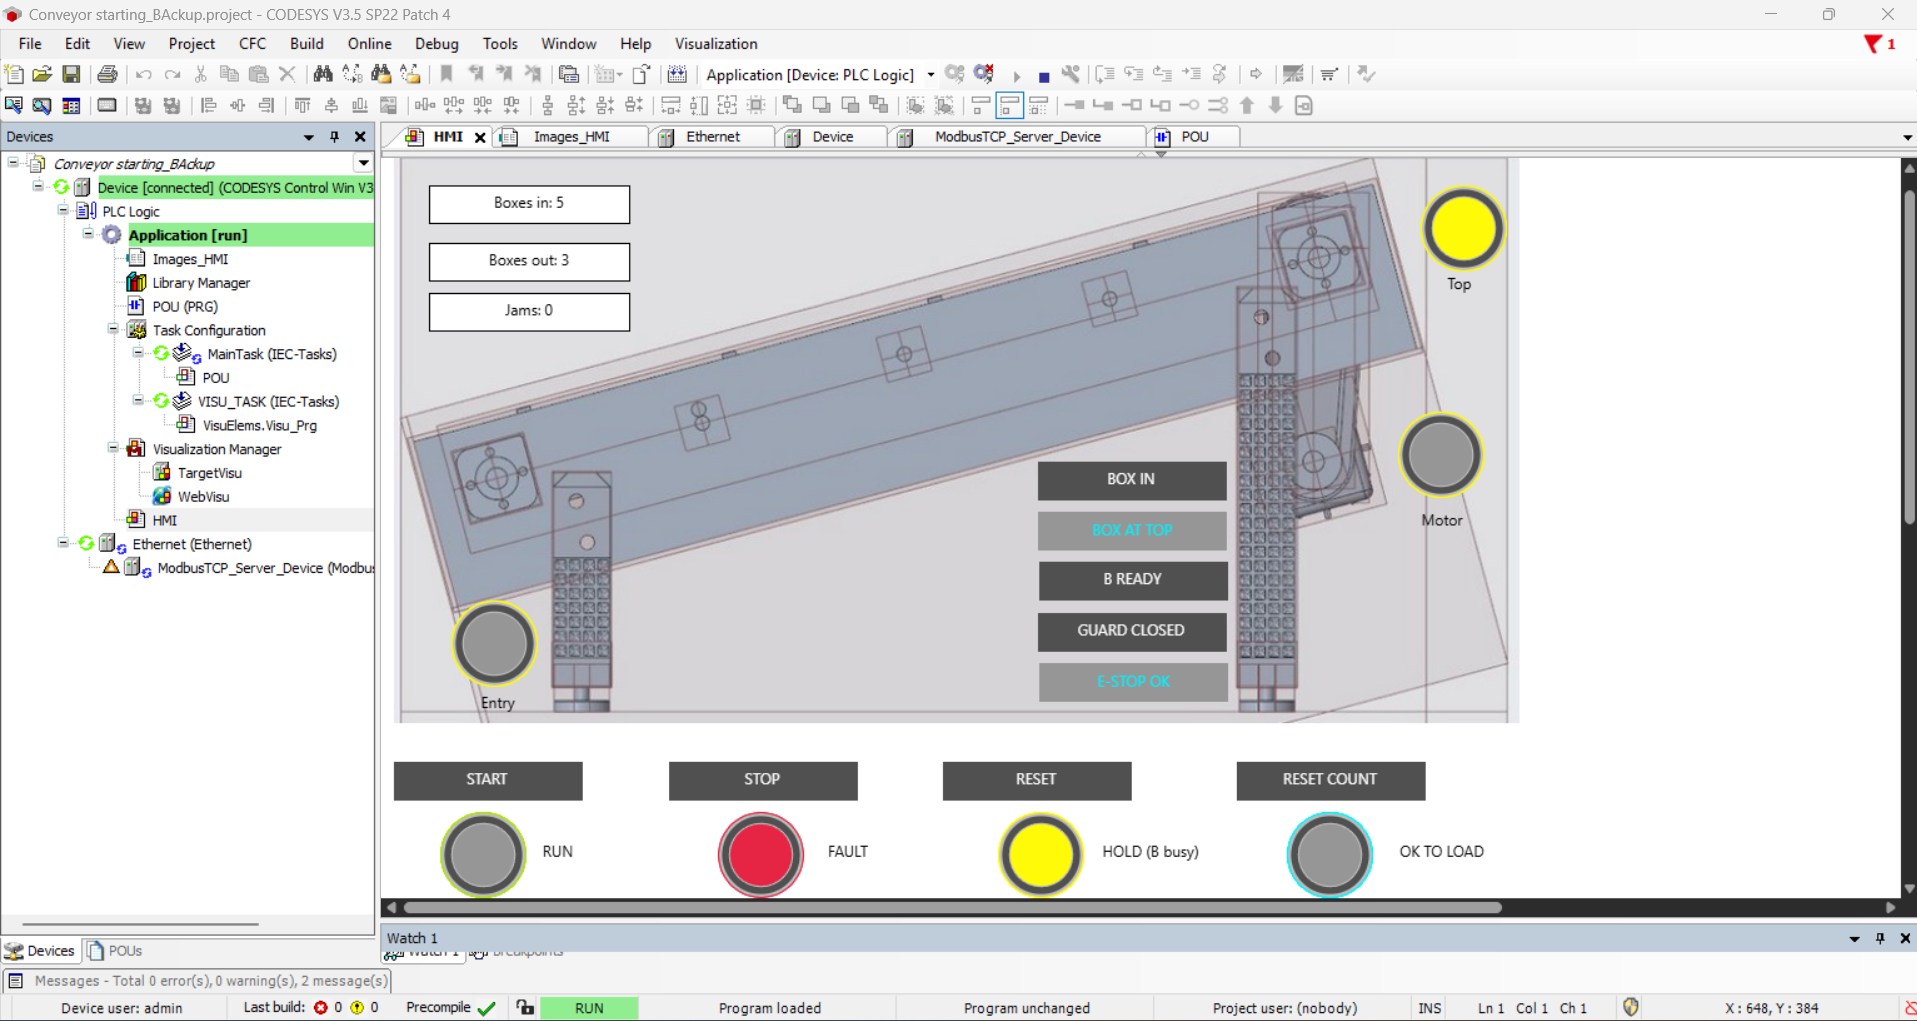 Conveyor starting_BAckup.project - CODESYS V3.5 SP22 Patch 4
File Edit View Project CFC Build Online Debug Tools Window Help Visualization
1
Application [Device: PLC Logic]
Devices
HMI Images_HMI Ethernet Device ModbusTCP_Server_Device POU
Conveyor starting_BAckup
Device [connected] (CODESYS Control Win V3
PLC Logic
Application [run]
Images_HMI
Library Manager
POU (PRG)
Task Configuration
MainTask (IEC-Tasks)
POU
VISU_TASK (IEC-Tasks)
VisuElems.Visu_Prg
Visualization Manager
TargetVisu
WebVisu
HMI
Ethernet (Ethernet)
ModbusTCP_Server_Device (Modbus
Boxes in: 5
Boxes out: 3
Jams: 0
Top
Motor
BOX IN
BOX AT TOP
B READY
GUARD CLOSED
E-STOP OK
Entry
START STOP RESET RESET COUNT
RUN FAULT HOLD (B busy) OK TO LOAD
Watch 1
Devices POUs
Watch 1 Breakpoints
Messages - Total 0 error(s), 0 warning(s), 2 message(s)
Device user: admin Last build: 0 0 Precompile RUN Program loaded Program unchanged Project user: (nobody) INS Ln 1 Col 1 Ch 1 X: 648, Y: 384